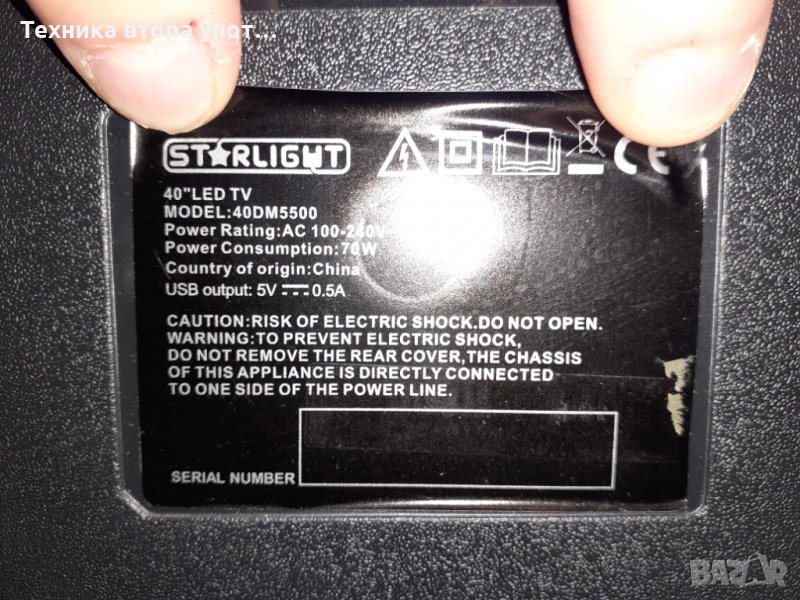 Техника втора упот...
STARLIGHT
CE
40"LED TV
MODEL:40DM5500
Power Rating:AC 100-240V~
Power Consumption:70W
Country of origin:China
USB output: 5V ⎓ 0.5A
CAUTION:RISK OF ELECTRIC SHOCK.DO NOT OPEN.
WARNING:TO PREVENT ELECTRIC SHOCK,
DO NOT REMOVE THE REAR COVER,THE CHASSIS
OF THIS APPLIANCE IS DIRECTLY CONNECTED
TO ONE SIDE OF THE POWER LINE.
SERIAL NUMBER
BAZAR